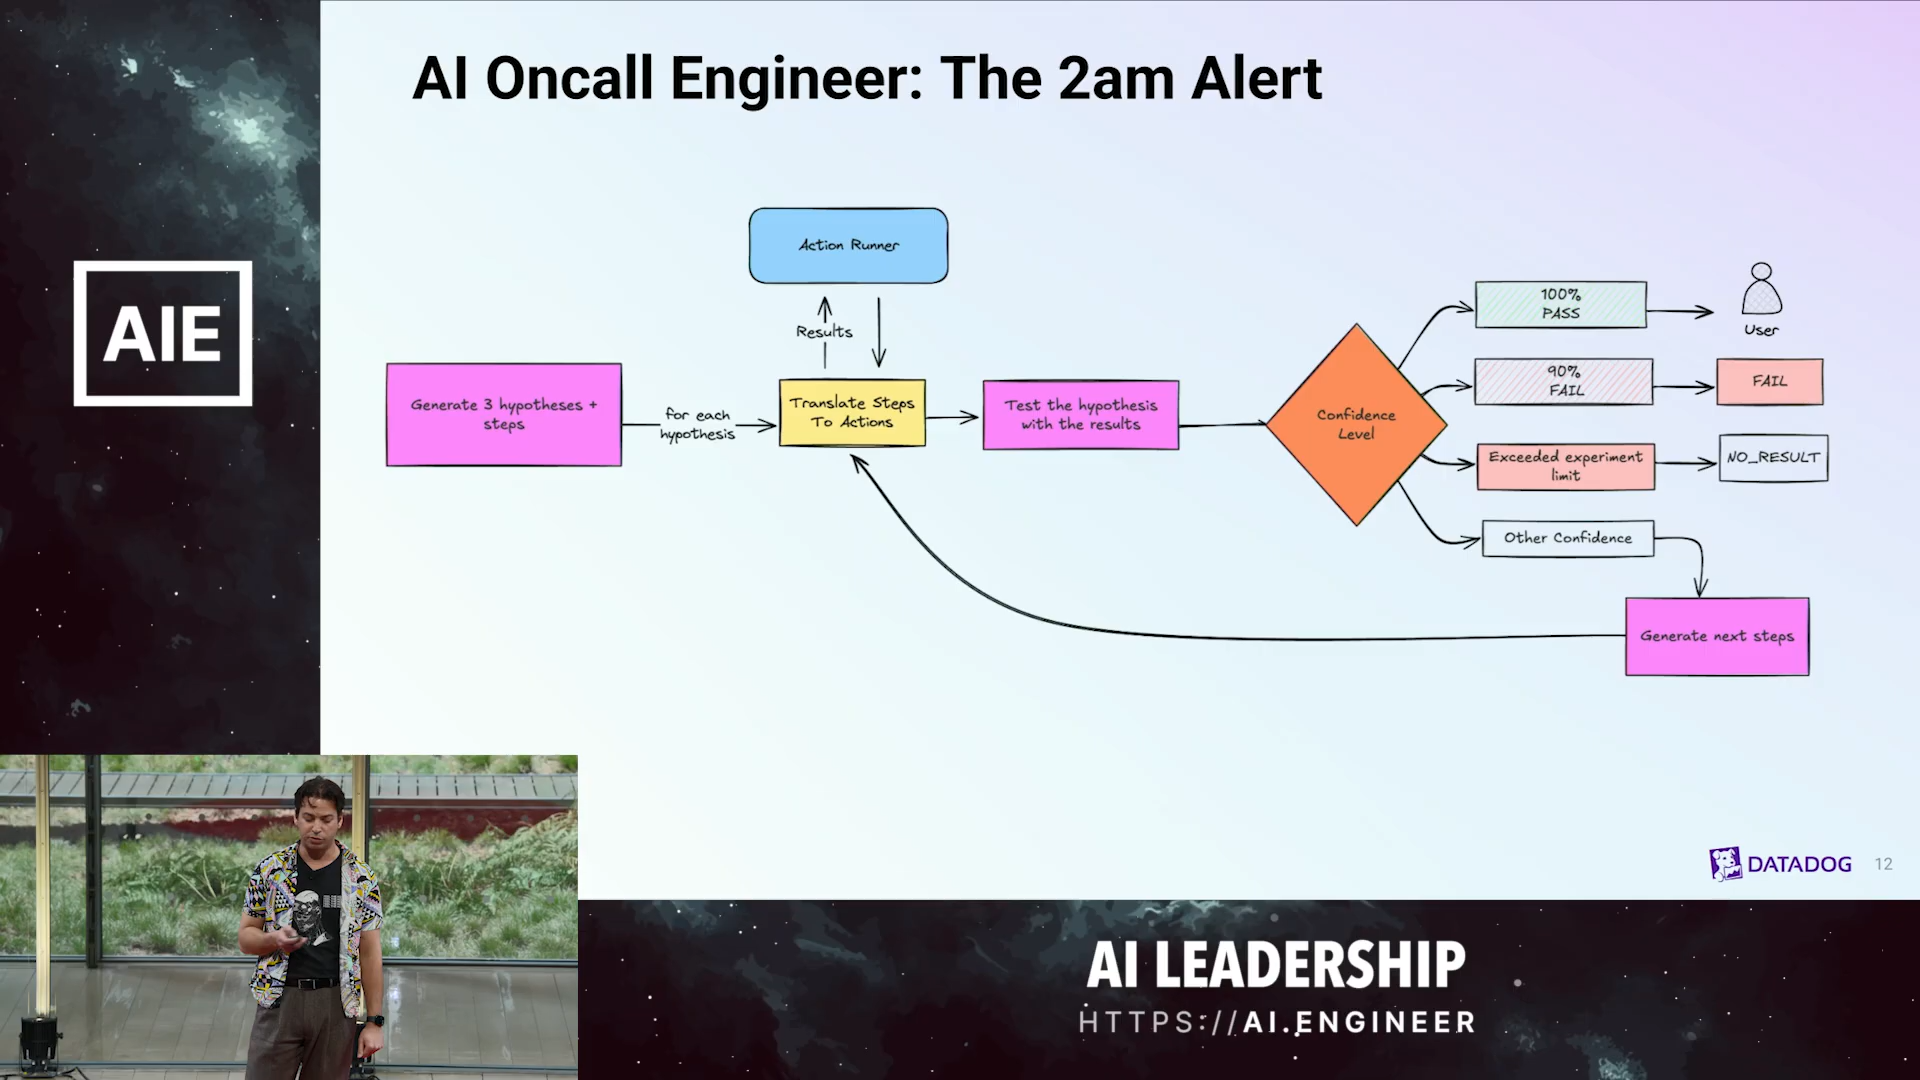 AI Oncall Engineer: The 2am Alert
AIE
Action Runner
Results
Generate 3 hypotheses +
steps
for each
hypothesis
Translate Steps
To Actions
Test the hypothesis
with the results
Confidence
Level
100%
PASS
User
90%
FAIL
FAIL
Exceeded experiment
limit
NO_RESULT
Other Confidence
Generate next steps
DATADOG
12
AI LEADERSHIP
HTTPS://AI.ENGINEER